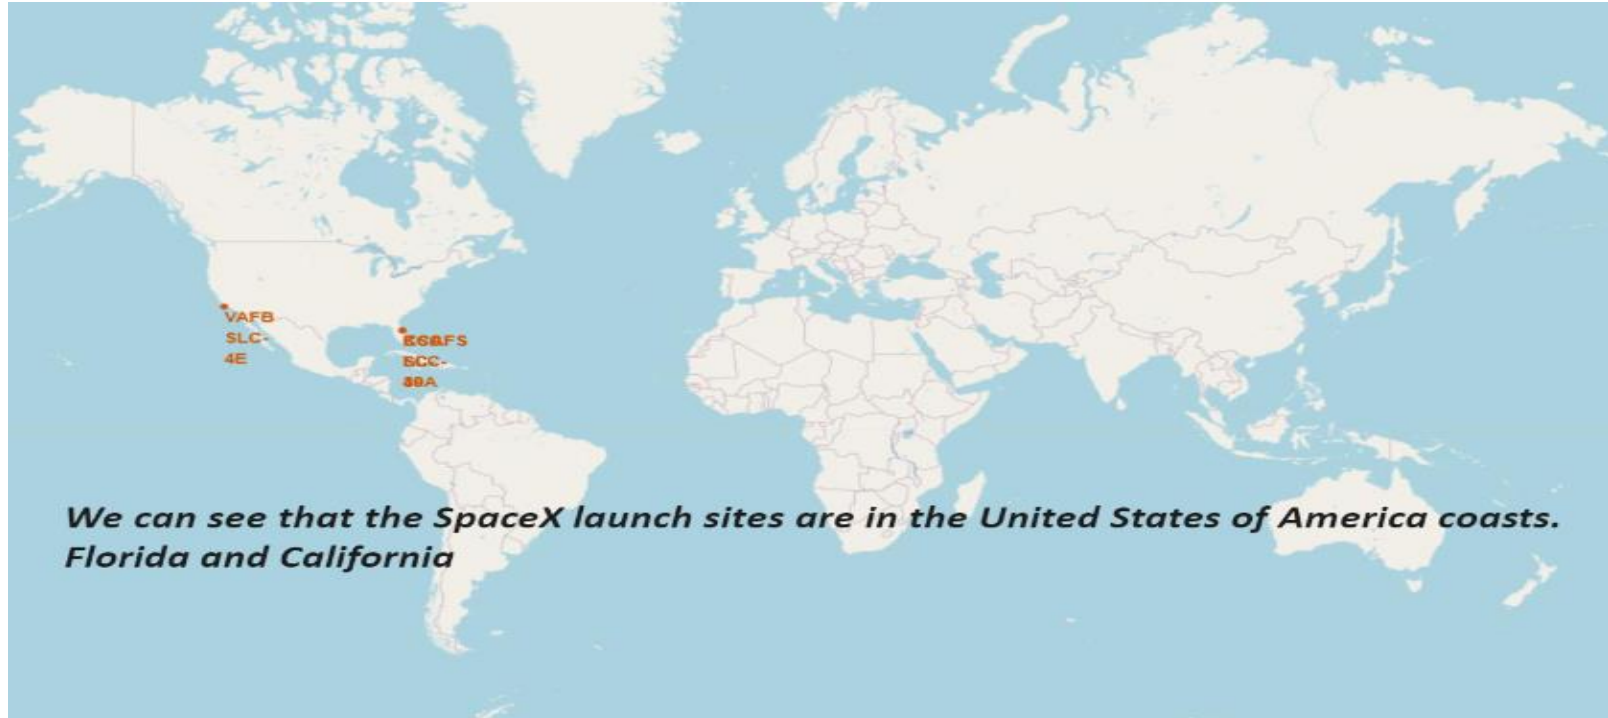 VAFB
SLC-
4E
We can see that the SpaceX launch sites are in the United States of America coasts.
Florida and California